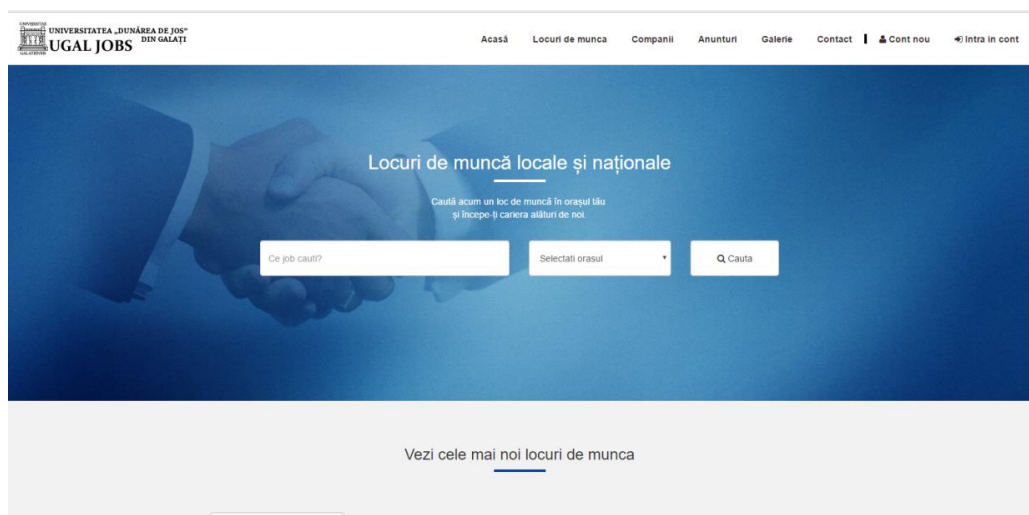 UNIVERSITATEA „DUNĂREA DE JOS"
DIN GALAȚI
UGAL JOBS
Acasă Locuri de munca Companii Anunturi Galerie Contact Cont nou Intra in cont
Locuri de muncă locale și naționale
Caută acum un loc de muncă în orașul tău
și începe-ți cariera alături de noi.
Ce job cauti? Selectati orasul Cauta
Vezi cele mai noi locuri de munca